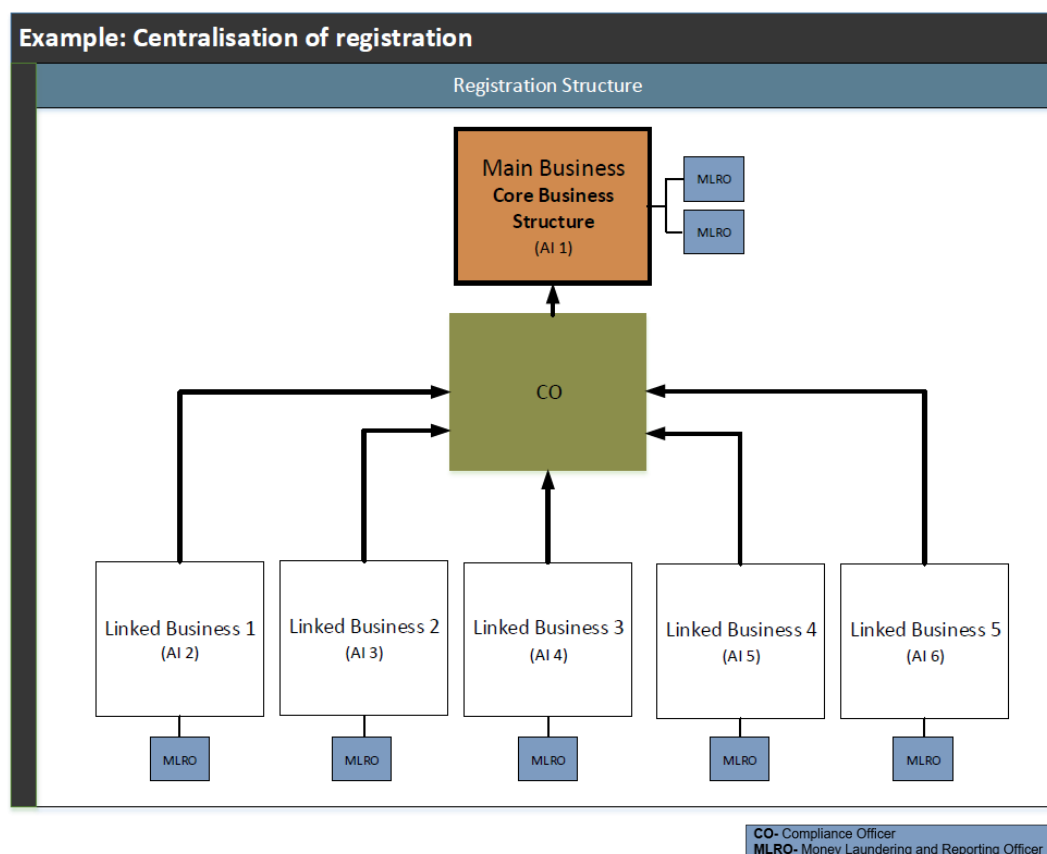 Example: Centralisation of registration
Registration Structure
Main Business
Core Business
Structure
(AI 1)
MLRO
MLRO
CO
Linked Business 1
(AI 2)
Linked Business 2
(AI 3)
Linked Business 3
(AI 4)
Linked Business 4
(AI 5)
Linked Business 5
(AI 6)
MLRO
MLRO
MLRO
MLRO
MLRO
CO- Compliance Officer
MLRO- Money Laundering and Reporting Officer